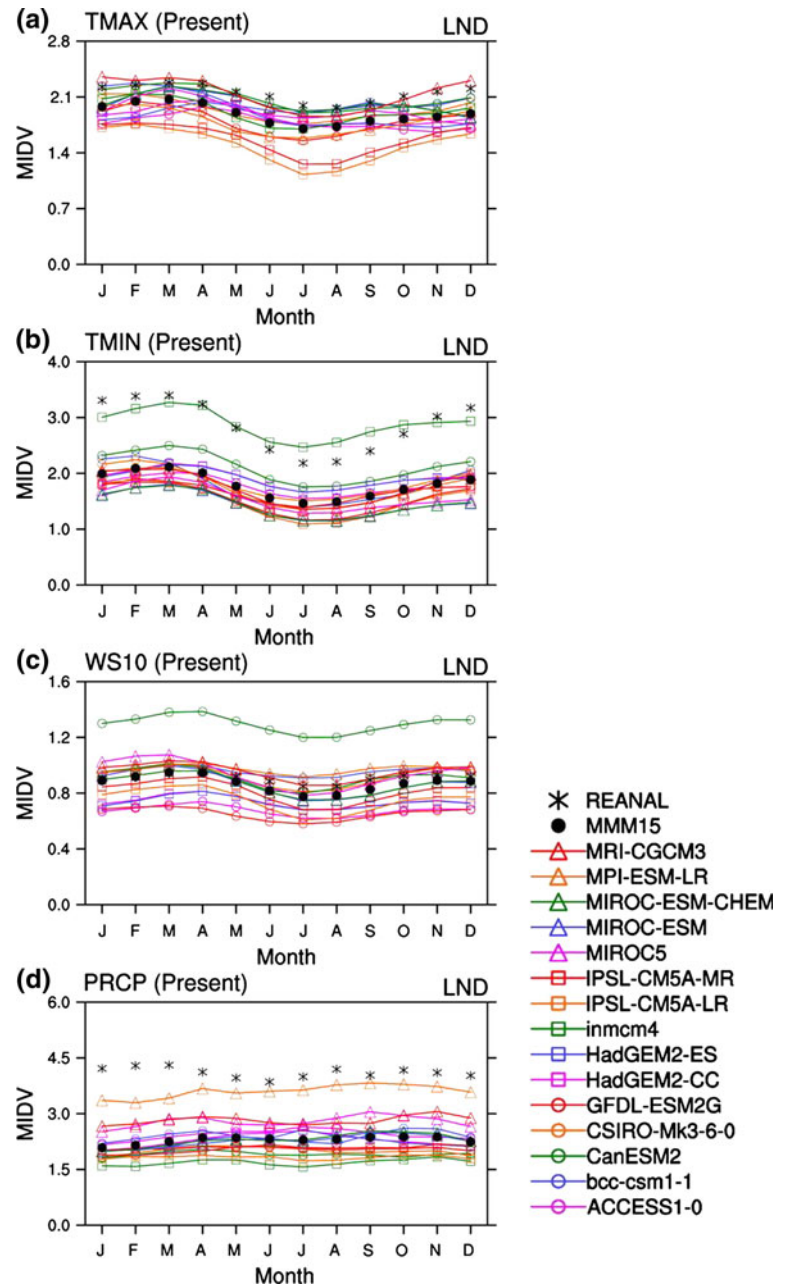 (a) TMAX (Present) LND
2.8
2.1
1.4
0.7
0.0
MIDV
J F M A M J J A S O N D
Month
(b) TMIN (Present) LND
4.0
3.0
2.0
1.0
0.0
MIDV
J F M A M J J A S O N D
Month
(c) WS10 (Present) LND
1.6
1.2
0.8
0.4
0.0
MIDV
J F M A M J J A S O N D
Month
(d) PRCP (Present) LND
6.0
4.5
3.0
1.5
0.0
MIDV
J F M A M J J A S O N D
Month
REANAL
MMM15
MRI-CGCM3
MPI-ESM-LR
MIROC-ESM-CHEM
MIROC-ESM
MIROC5
IPSL-CM5A-MR
IPSL-CM5A-LR
inmcm4
HadGEM2-ES
HadGEM2-CC
GFDL-ESM2G
CSIRO-Mk3-6-0
CanESM2
bcc-csm1-1
ACCESS1-0